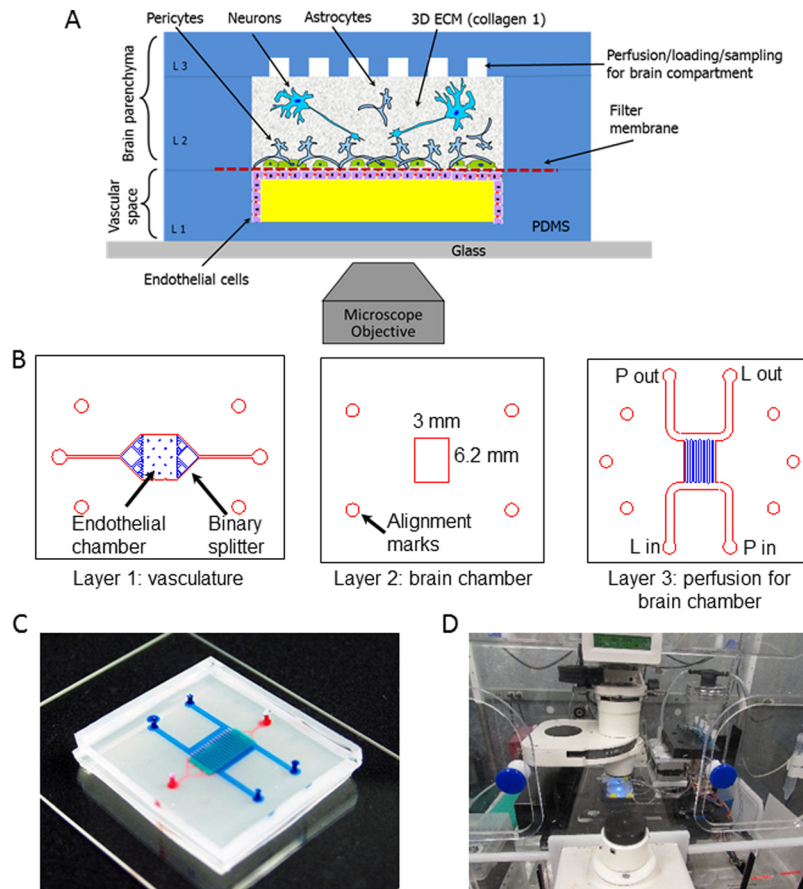 A
Pericytes
Neurons
Astrocytes
3D ECM (collagen 1)
Brain parenchyma
L 3
Perfusion/loading/sampling
for brain compartment
L 2
Filter
membrane
Vascular
space
L 1
PDMS
Glass
Endothelial cells
Microscope
Objective
B
Endothelial
chamber
Binary
splitter
Layer 1: vasculature
3 mm
6.2 mm
Alignment
marks
Layer 2: brain chamber
P out
L out
L in
P in
Layer 3: perfusion for
brain chamber
C
D